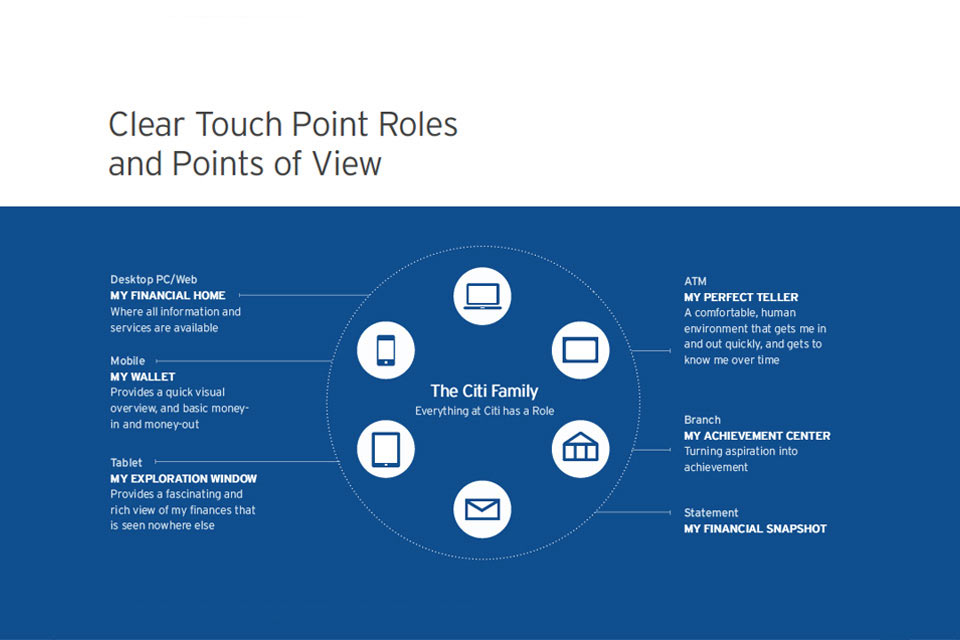 Clear Touch Point Roles
and Points of View
Desktop PC/Web
MY FINANCIAL HOME
Where all information and
services are available
Mobile
MY WALLET
Provides a quick visual
overview, and basic money-
in and money-out
Tablet
MY EXPLORATION WINDOW
Provides a fascinating and
rich view of my finances that
is seen nowhere else
The Citi Family
Everything at Citi has a Role
ATM
MY PERFECT TELLER
A comfortable, human
environment that gets me in
and out quickly, and gets to
know me over time
Branch
MY ACHIEVEMENT CENTER
Turning aspiration into
achievement
Statement
MY FINANCIAL SNAPSHOT